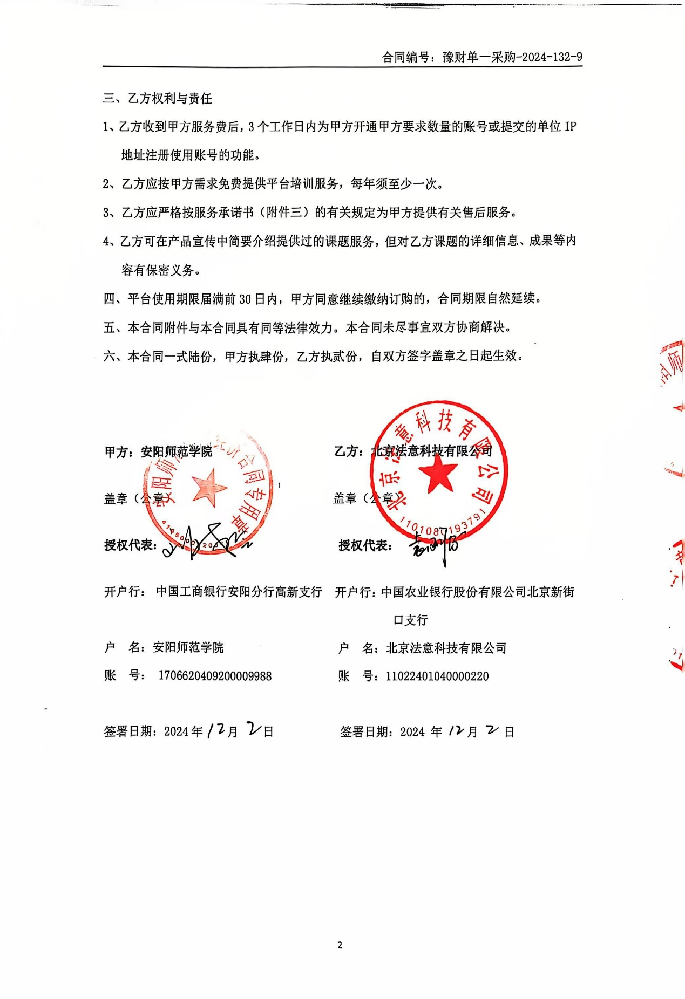 合同编号：豫财单一采购-2024-132-9
三、乙方权利与责任
1、乙方收到甲方服务费后，3 个工作日内为甲方开通甲方要求数量的账号或提交的单位 IP
地址注册使用账号的功能。
2、乙方应按甲方需求免费提供平台培训服务，每年须至少一次。
3、乙方应严格按服务承诺书（附件三）的有关规定为甲方提供有关售后服务。
4、乙方可在产品宣传中简要介绍提供过的课题服务，但对乙方课题的详细信息、成果等内
容有保密义务。
四、平台使用期限届满前 30 日内，甲方同意继续缴纳订购的，合同期限自然延续。
五、本合同附件与本合同具有同等法律效力。本合同未尽事宜双方协商解决。
六、本合同一式陆份，甲方执肆份，乙方执贰份，自双方签字盖章之日起生效。
甲方：安阳师范学院 乙方：北京法意科技有限公司
安阳师 经济合同专用章
北京法意科技有限公司
盖章（公章） 盖章（公章）
1101080193791
授权代表： 授权代表：
开户行： 中国工商银行安阳分行高新支行 开户行：中国农业银行股份有限公司北京新街
口支行
户 名：安阳师范学院 户 名：北京法意科技有限公司
账 号： 1706620409200009988 账 号：11022401040000220
签署日期：2024 年 12 月 2 日 签署日期：2024 年 12 月 2 日
师
2